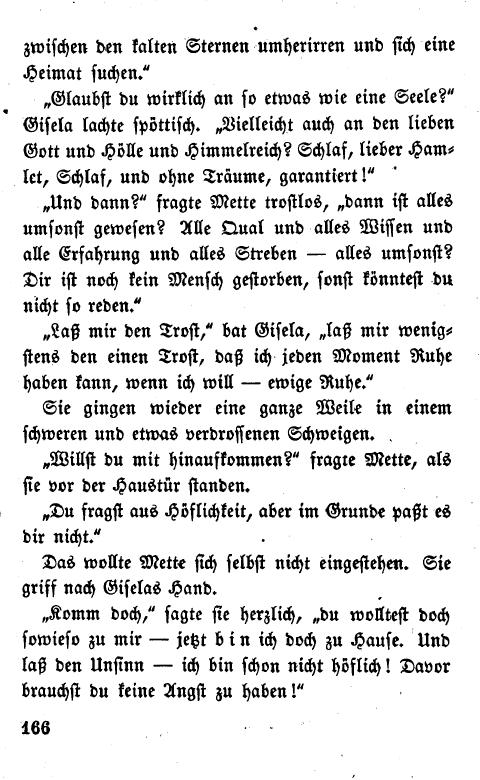 zwischen den kalten Sternen umherirren und sich eine
Heimat suchen.“
„Glaubst du wirklich an so etwas wie eine Seele?“
Gisela lachte spöttisch. „Vielleicht auch an den lieben
Gott und Hölle und Himmelreich? Schlaf, lieber Ham-
let, Schlaf, und ohne Träume, garantiert!“
„Und dann?“ fragte Mette trostlos, „dann ist alles
umsonst gewesen? Alle Qual und alles Wissen und
alle Erfahrung und alles Streben — alles umsonst?
Dir ist noch kein Mensch gestorben, sonst könntest du
nicht so reden.“
„Laß mir den Trost,“ bat Gisela, „laß mir wenig-
stens den einen Trost, daß ich jeden Moment Ruhe
haben kann, wenn ich will — ewige Ruhe.“
Sie gingen wieder eine ganze Weile in einem
schweren und etwas verdrossenen Schweigen.
„Willst du mit hinaufkommen?“ fragte Mette, als
sie vor der Haustür standen.
„Du fragst aus Höflichkeit, aber im Grunde paßt es
dir nicht.“
Das wollte Mette sich selbst nicht eingestehen. Sie
griff nach Giselas Hand.
„Komm doch,“ sagte sie herzlich, „du wolltest doch
sowieso zu mir — jetzt bin ich doch zu Hause. Und
laß den Unsinn — ich bin schon nicht höflich! Davor
brauchst du keine Angst zu haben!“
166